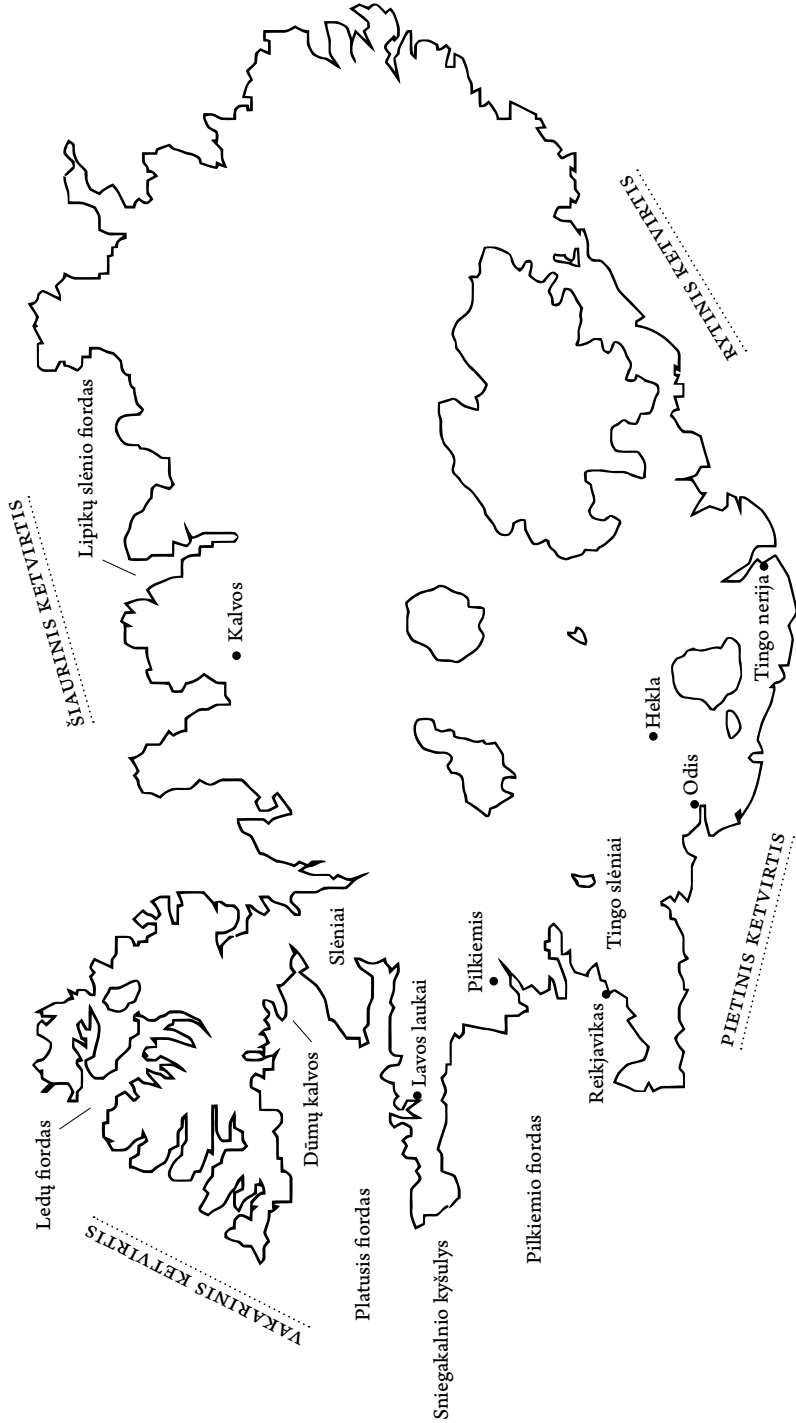 ŠIAURINIS KETVIRTIS
Lipikų slėnio fiordas
Kalvos
Ledų fiordas
VAKARINIS KETVIRTIS
Dūmų kalvos
Slėniai
Platusis fiordas
Lavos laukai
Sniegakalnio kyšulys
Pilkiemis
Pilkiemio fiordas
Reikjavikas
Tingo slėniai
Odis
Hekla
Tingo nerija
PIETINIS KETVIRTIS
RYTINIS KETVIRTIS